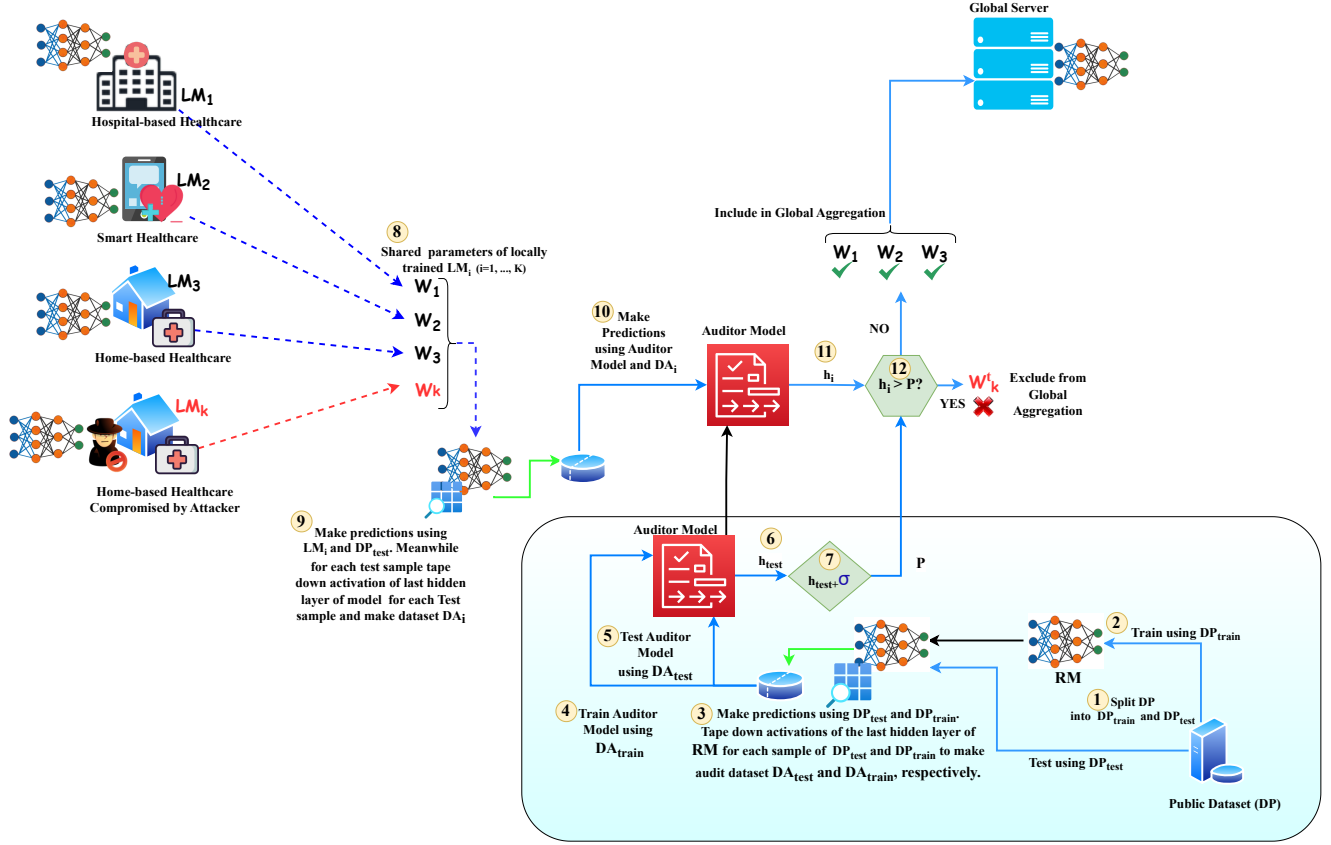 Global Server
LM1
Hospital-based Healthcare
LM2
Smart Healthcare
LM3
Home-based Healthcare
LMk
Home-based Healthcare
Compromised by Attacker
8
Shared parameters of locally
trained LMi (i=1, ..., K)
W1
W2
W3
Wk
9
Make predictions using
LMi and DPtest. Meanwhile
for each test sample tape
down activation of last hidden
layer of model for each Test
sample and make dataset DAi
10
Make
Predictions
using Auditor
Model and DAi
Auditor Model
11
hi
12
hi > P?
NO
YES
Include in Global Aggregation
W1
W2
W3
Wtk
Exclude from
Global
Aggregation
Auditor Model
6
htest
7
htest+σ
P
5
Test Auditor
Model
using DAtest
4
Train Auditor
Model using
DAtrain
3
Make predictions using DPtest and DPtrain.
Tape down activations of the last hidden layer of
RM for each sample of DPtest and DPtrain to make
audit dataset DAtest and DAtrain, respectively.
RM
2
Train using DPtrain
1
Split DP
into DPtrain and DPtest
Test using DPtest
Public Dataset (DP)